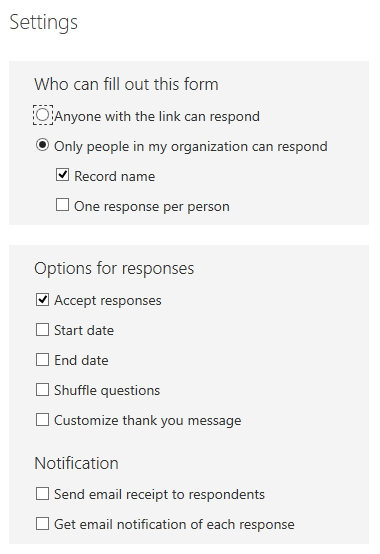 Settings
Who can fill out this form
Anyone with the link can respond
Only people in my organization can respond
Record name
One response per person
Options for responses
Accept responses
Start date
End date
Shuffle questions
Customize thank you message
Notification
Send email receipt to respondents
Get email notification of each response